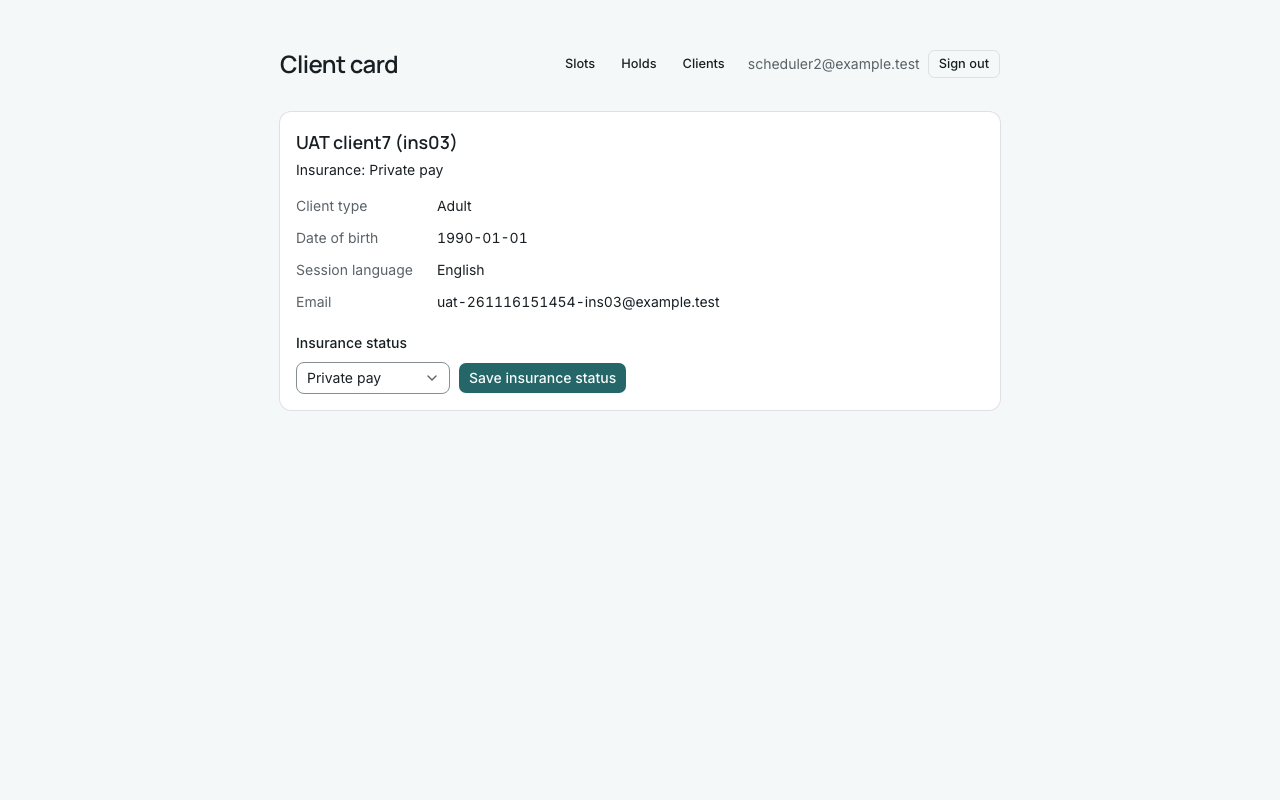 Client card
Slots Holds Clients scheduler2@example.test Sign out
UAT client7 (ins03)
Insurance: Private pay
Client type Adult
Date of birth 1990-01-01
Session language English
Email uat-261116151454-ins03@example.test
Insurance status
Private pay Save insurance status